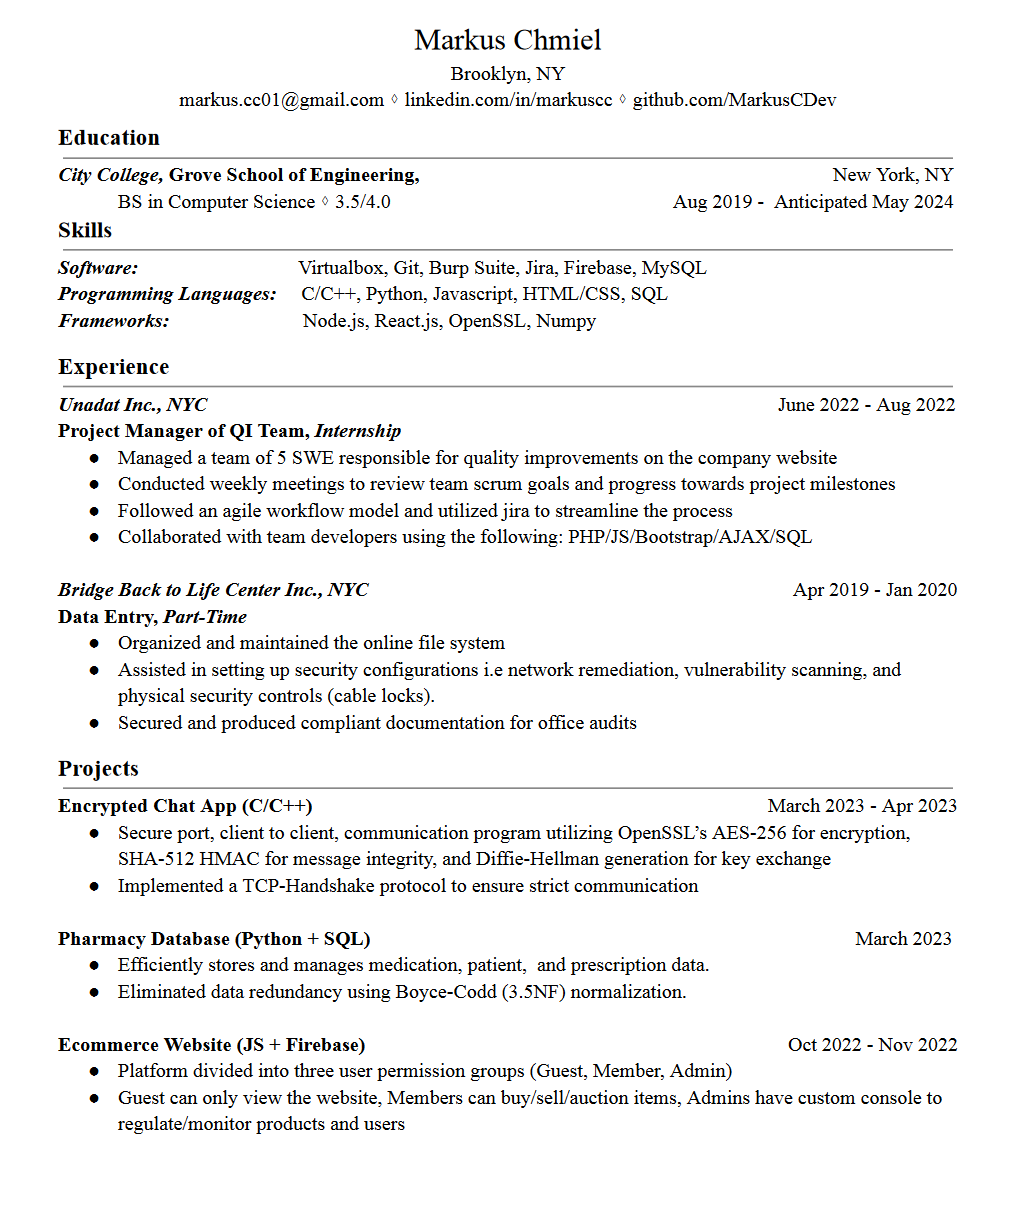 Markus Chmiel
Brooklyn, NY
markus.cc01@gmail.com ◊ linkedin.com/in/markuscc ◊ github.com/MarkusCDev
Education
City College, Grove School of Engineering, New York, NY
BS in Computer Science ◊ 3.5/4.0 Aug 2019 - Anticipated May 2024
Skills
Software: Virtualbox, Git, Burp Suite, Jira, Firebase, MySQL
Programming Languages: C/C++, Python, Javascript, HTML/CSS, SQL
Frameworks: Node.js, React.js, OpenSSL, Numpy
Experience
Unadat Inc., NYC June 2022 - Aug 2022
Project Manager of QI Team, Internship
● Managed a team of 5 SWE responsible for quality improvements on the company website
● Conducted weekly meetings to review team scrum goals and progress towards project milestones
● Followed an agile workflow model and utilized jira to streamline the process
● Collaborated with team developers using the following: PHP/JS/Bootstrap/AJAX/SQL
Bridge Back to Life Center Inc., NYC Apr 2019 - Jan 2020
Data Entry, Part-Time
● Organized and maintained the online file system
● Assisted in setting up security configurations i.e network remediation, vulnerability scanning, and
physical security controls (cable locks).
● Secured and produced compliant documentation for office audits
Projects
Encrypted Chat App (C/C++) March 2023 - Apr 2023
● Secure port, client to client, communication program utilizing OpenSSL’s AES-256 for encryption,
SHA-512 HMAC for message integrity, and Diffie-Hellman generation for key exchange
● Implemented a TCP-Handshake protocol to ensure strict communication
Pharmacy Database (Python + SQL) March 2023
● Efficiently stores and manages medication, patient, and prescription data.
● Eliminated data redundancy using Boyce-Codd (3.5NF) normalization.
Ecommerce Website (JS + Firebase) Oct 2022 - Nov 2022
● Platform divided into three user permission groups (Guest, Member, Admin)
● Guest can only view the website, Members can buy/sell/auction items, Admins have custom console to
regulate/monitor products and users